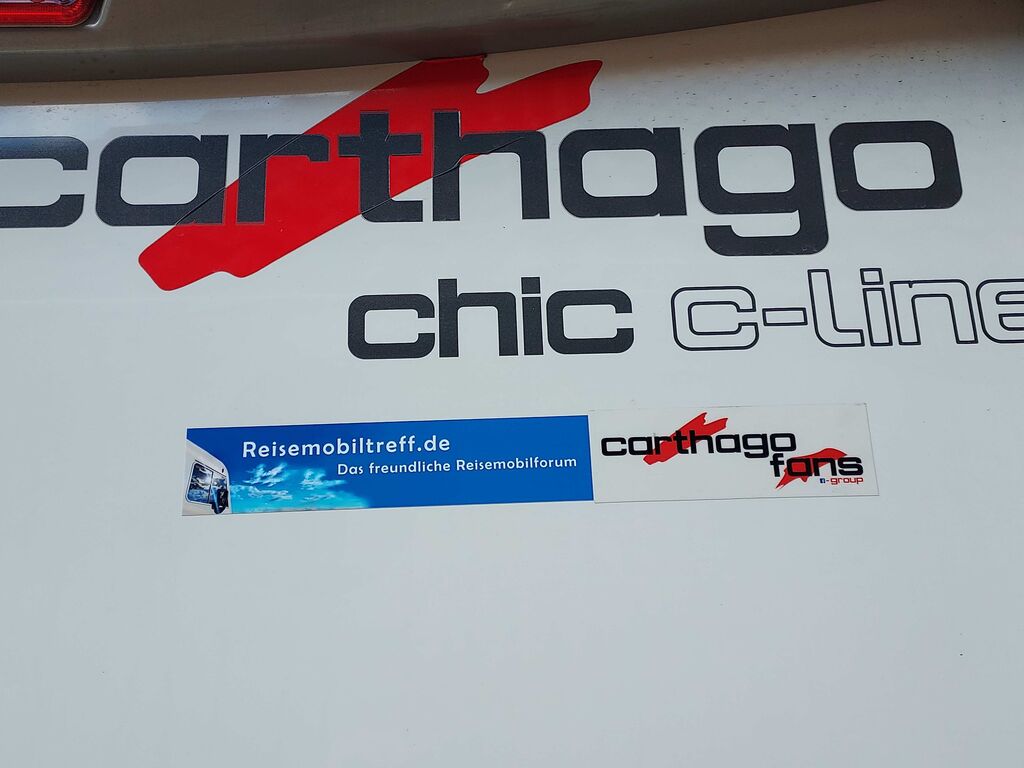 carthago
chic c-line
Reisemobiltreff.de
Das freundliche Reisemobilforum
carthago
fans
f-group